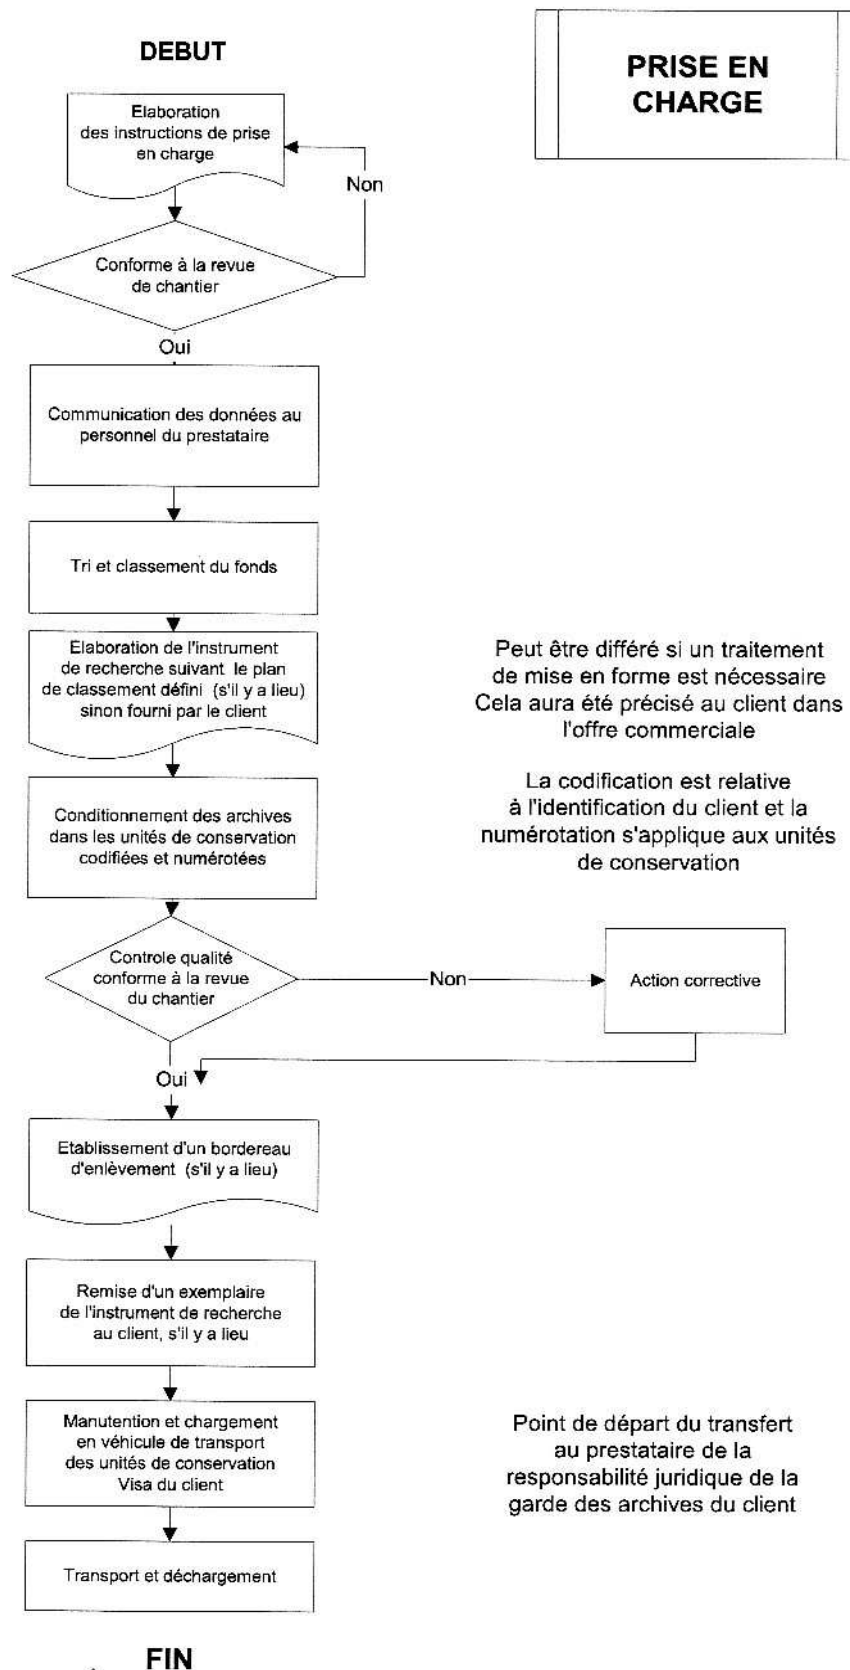 DEBUT
PRISE EN
CHARGE
Elaboration
des instructions de prise
en charge
Non
Conforme à la revue
de chantier
Oui
Communication des données au
personnel du prestataire
Tri et classement du fonds
Elaboration de l'instrument
de recherche suivant le plan
de classement défini (s'il y a lieu)
sinon fourni par le client
Peut être différé si un traitement
de mise en forme est nécessaire
Cela aura été précisé au client dans
l'offre commerciale
Conditionnement des archives
dans les unités de conservation
codifiées et numérotées
La codification est relative
à l'identification du client et la
numérotation s'applique aux unités
de conservation
Controle qualité
conforme à la revue
du chantier
Non
Action corrective
Oui
Etablissement d'un bordereau
d'enlèvement (s'il y a lieu)
Remise d'un exemplaire
de l'instrument de recherche
au client, s'il y a lieu
Manutention et chargement
en véhicule de transport
des unités de conservation
Visa du client
Point de départ du transfert
au prestataire de la
responsabilité juridique de la
garde des archives du client
Transport et déchargement
FIN